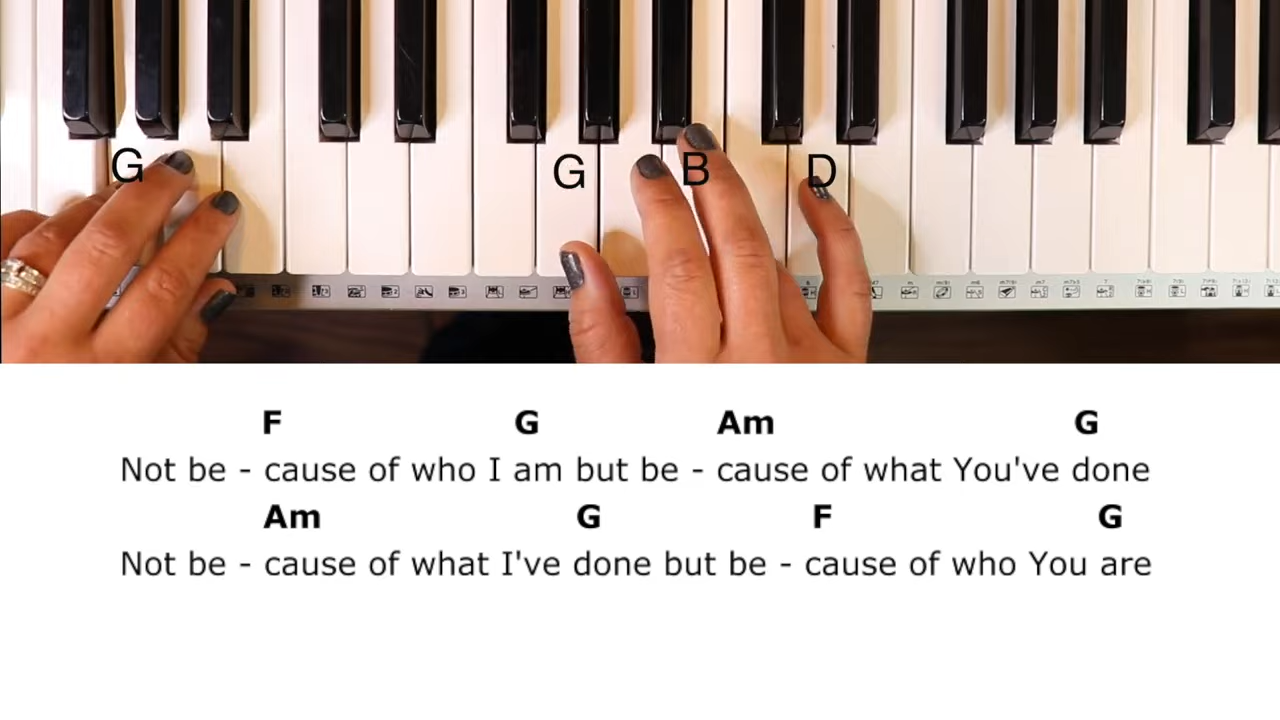 G G B D
F G Am G
Not be - cause of who I am but be - cause of what You've done
Am G F G
Not be - cause of what I've done but be - cause of who You are